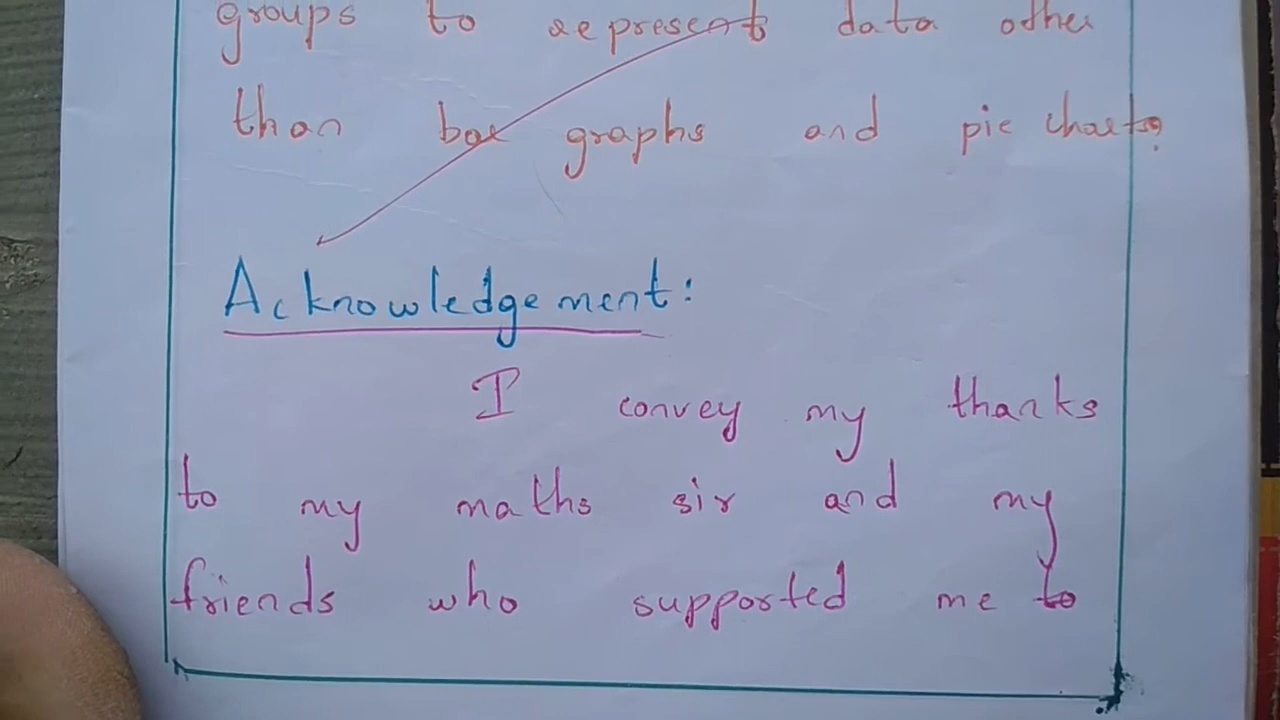 groups to represent data other
than bar graphs and pie charts?
Acknowledgement:
I convey my thanks
to my maths sir and my
friends who supported me to